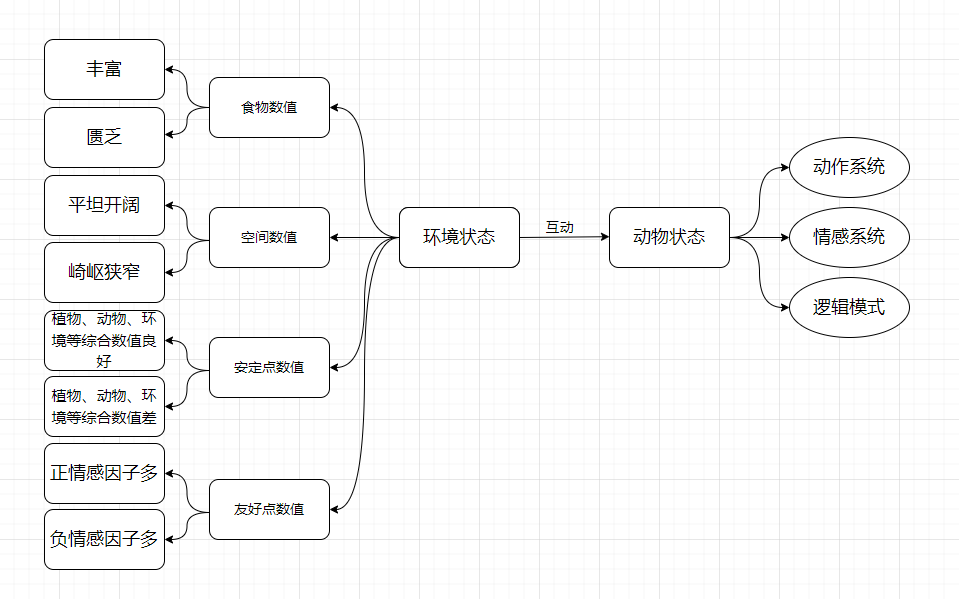 丰富
匮乏
平坦开阔
崎岖狭窄
植物、动物、环
境等综合数值良
好
植物、动物、环
境等综合数值差
正情感因子多
负情感因子多
食物数值
空间数值
安定点数值
友好点数值
环境状态
互动
动物状态
动作系统
情感系统
逻辑模式